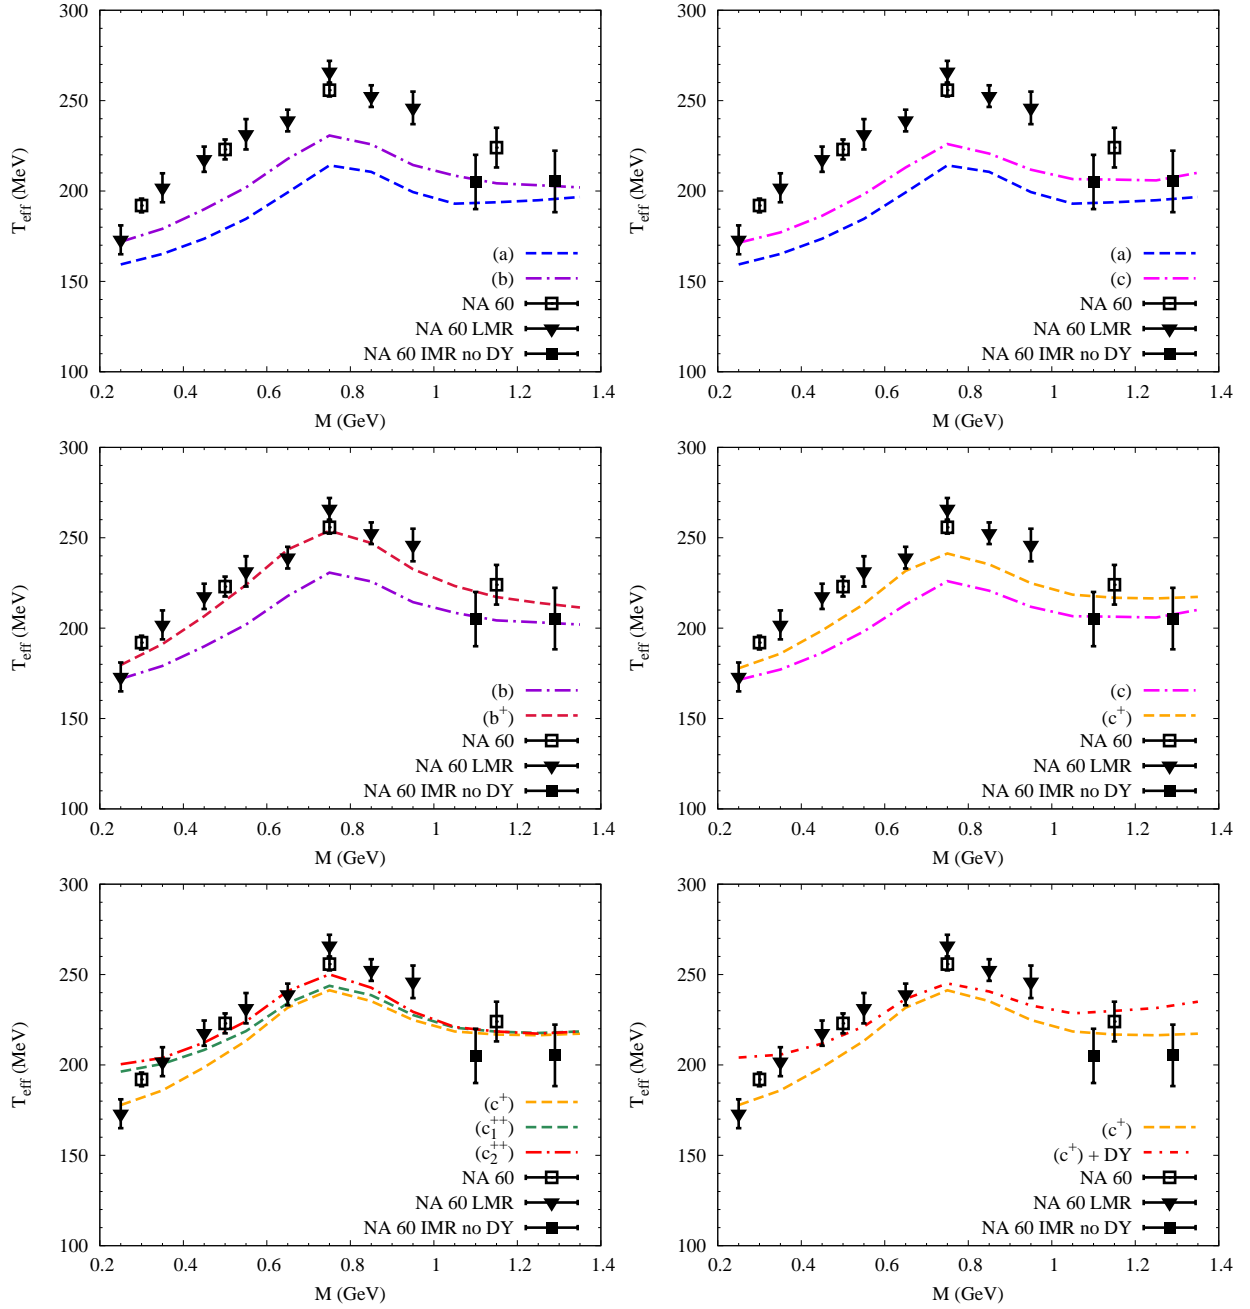 300
250
200
150
100
T_eff (MeV)
(a)
(b)
NA 60
NA 60 LMR
NA 60 IMR no DY
0.2 0.4 0.6 0.8 1 1.2 1.4
M (GeV)
300
250
200
150
100
T_eff (MeV)
(a)
(c)
NA 60
NA 60 LMR
NA 60 IMR no DY
0.2 0.4 0.6 0.8 1 1.2 1.4
M (GeV)
300
250
200
150
100
T_eff (MeV)
(b)
(b^+)
NA 60
NA 60 LMR
NA 60 IMR no DY
0.2 0.4 0.6 0.8 1 1.2 1.4
M (GeV)
300
250
200
150
100
T_eff (MeV)
(c)
(c^+)
NA 60
NA 60 LMR
NA 60 IMR no DY
0.2 0.4 0.6 0.8 1 1.2 1.4
M (GeV)
300
250
200
150
100
T_eff (MeV)
(c^+)
(c_1^++)
(c_2^++)
NA 60
NA 60 LMR
NA 60 IMR no DY
0.2 0.4 0.6 0.8 1 1.2 1.4
M (GeV)
300
250
200
150
100
T_eff (MeV)
(c^+)
(c^+) + DY
NA 60
NA 60 LMR
NA 60 IMR no DY
0.2 0.4 0.6 0.8 1 1.2 1.4
M (GeV)